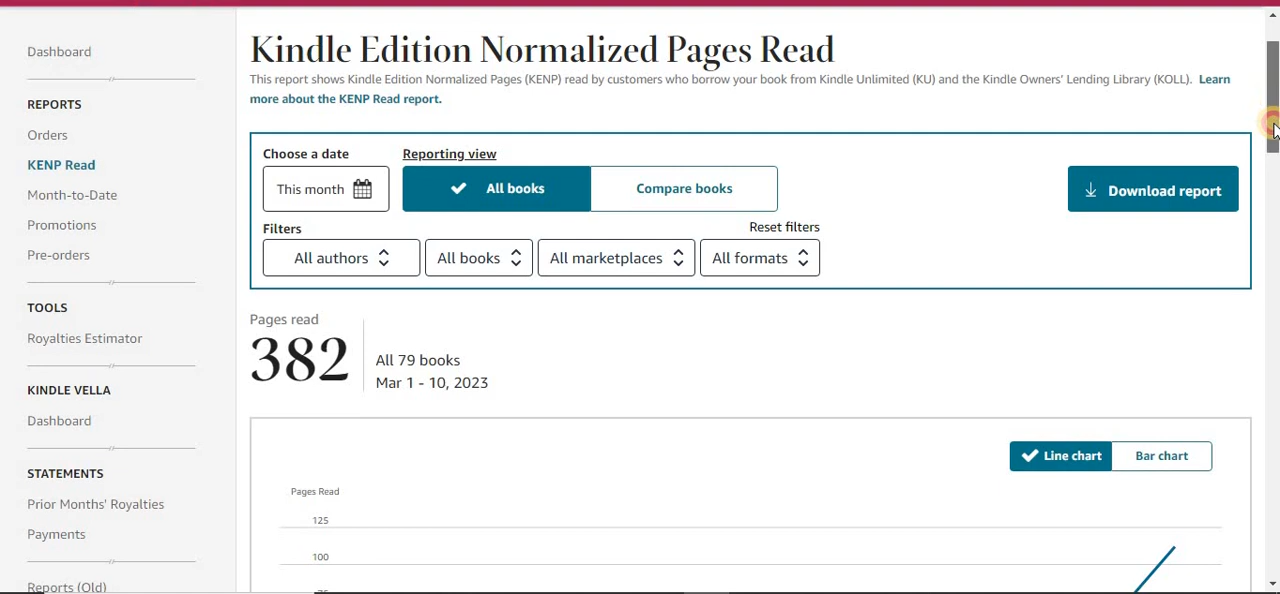 Dashboard
REPORTS
Orders
KENP Read
Month-to-Date
Promotions
Pre-orders
TOOLS
Royalties Estimator
KINDLE VELLA
Dashboard
STATEMENTS
Prior Months' Royalties
Payments
Reports (Old)
Kindle Edition Normalized Pages Read
This report shows Kindle Edition Normalized Pages (KENP) read by customers who borrow your book from Kindle Unlimited (KU) and the Kindle Owners' Lending Library (KOLL). Learn
more about the KENP Read report.
Choose a date
Reporting view
This month
All books
Compare books
Download report
Filters
Reset filters
All authors
All books
All marketplaces
All formats
Pages read
382
All 79 books
Mar 1 - 10, 2023
Line chart
Bar chart
Pages Read
125
100